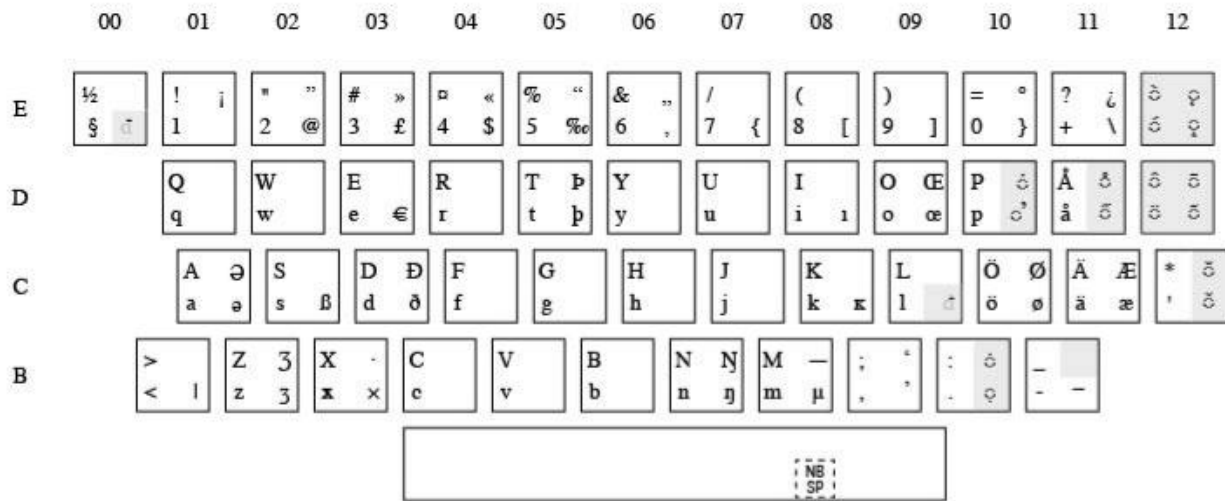 00 01 02 03 04 05 06 07 08 09 10 11 12
½ ! ¡ " ” # » ¤ « % “ & „ / ( ) = ° ? ¿ ◌̀
E
§ đ 1 2 @ 3 £ 4 $ 5 ‰ 6 ‚ 7 { 8 [ 9 ] 0 } + \ ◌́
Q W E R T Þ Y U I O Œ P Å ◌̂ ◌̄
D
q w e € r t þ y u i ı o œ p å ◌̈ ◌̃
A Ə S D Ð F G H J K L Ö Ø Ä Æ * ◌̆
C
a ə s ß d ð f g h j k ĸ l đ ö ø ä æ ' ◌̌
> Z Ʒ X · C V B N Ŋ M — ; ‘ : ◌̇ _
B
< | z ʒ x × c v b n ŋ m µ , ’ . ◌̣ - –
NB
SP